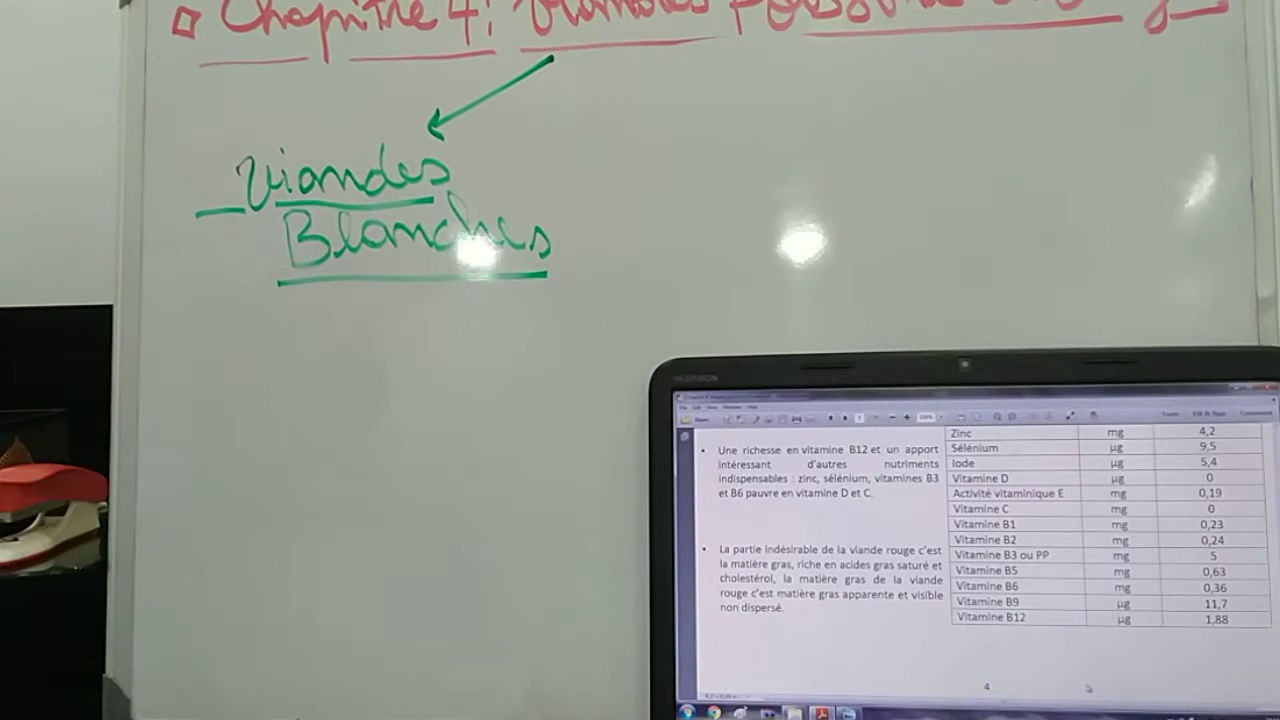 Chapitre 4:
Viandes
Blanches
Une richesse en vitamine B12 et un apport
intéressant d'autres nutriments
indispensables : zinc, sélénium, vitamines B3
et B6 pauvre en vitamine D et C.
La partie indésirable de la viande rouge c'est
la matière gras, riche en acides gras saturé et
cholestérol, la matière gras de la viande
rouge c'est matière gras apparente et visible
non dispersé.
Zinc mg 4,2
Sélénium µg 9,5
Iode µg 5,4
Vitamine D µg 0
Activité vitaminique E mg 0,19
Vitamine C mg 0
Vitamine B1 mg 0,23
Vitamine B2 mg 0,24
Vitamine B3 ou PP mg 5
Vitamine B5 mg 0,63
Vitamine B6 mg 0,36
Vitamine B9 µg 11,7
Vitamine B12 µg 1,88
4